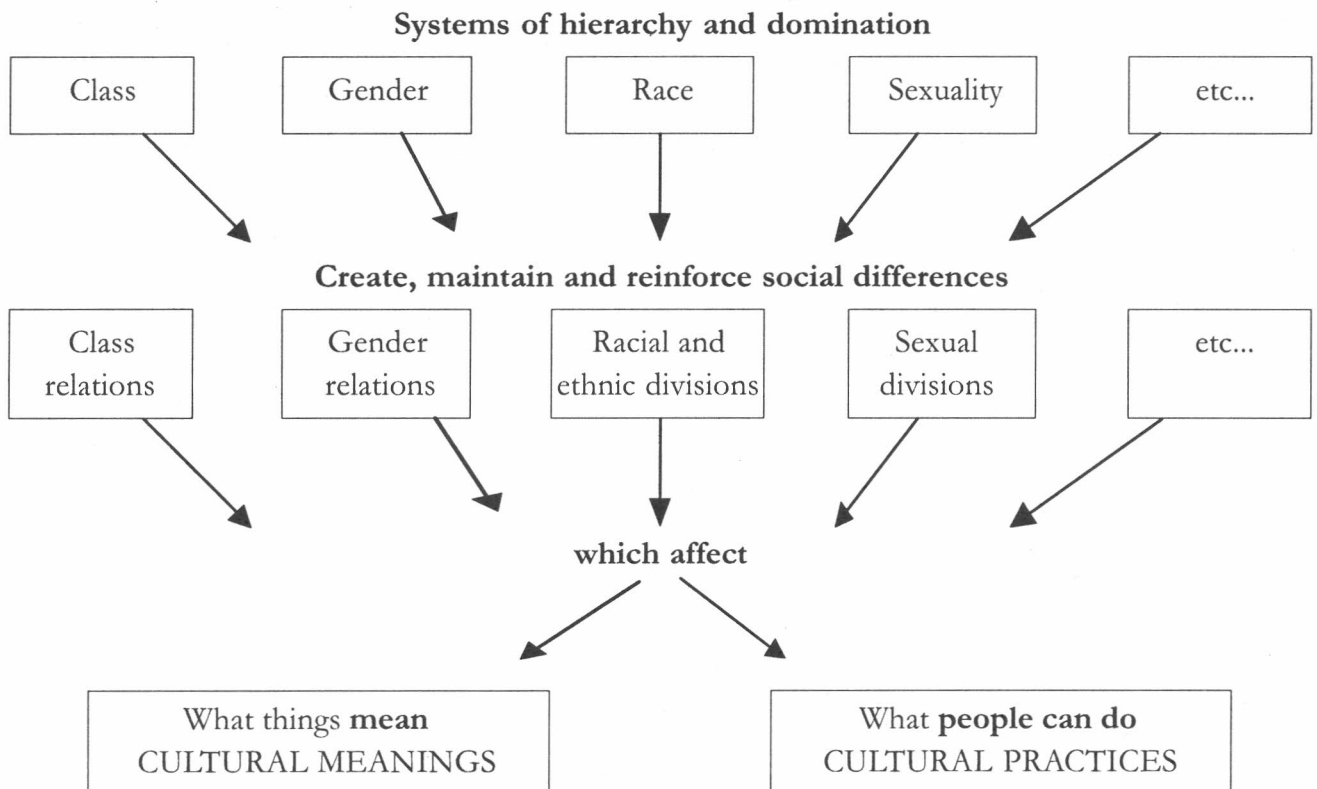 Systems of hierarchy and domination
Class
Gender
Race
Sexuality
etc...
Create, maintain and reinforce social differences
Class
relations
Gender
relations
Racial and
ethnic divisions
Sexual
divisions
etc...
which affect
What things mean
CULTURAL MEANINGS
What people can do
CULTURAL PRACTICES